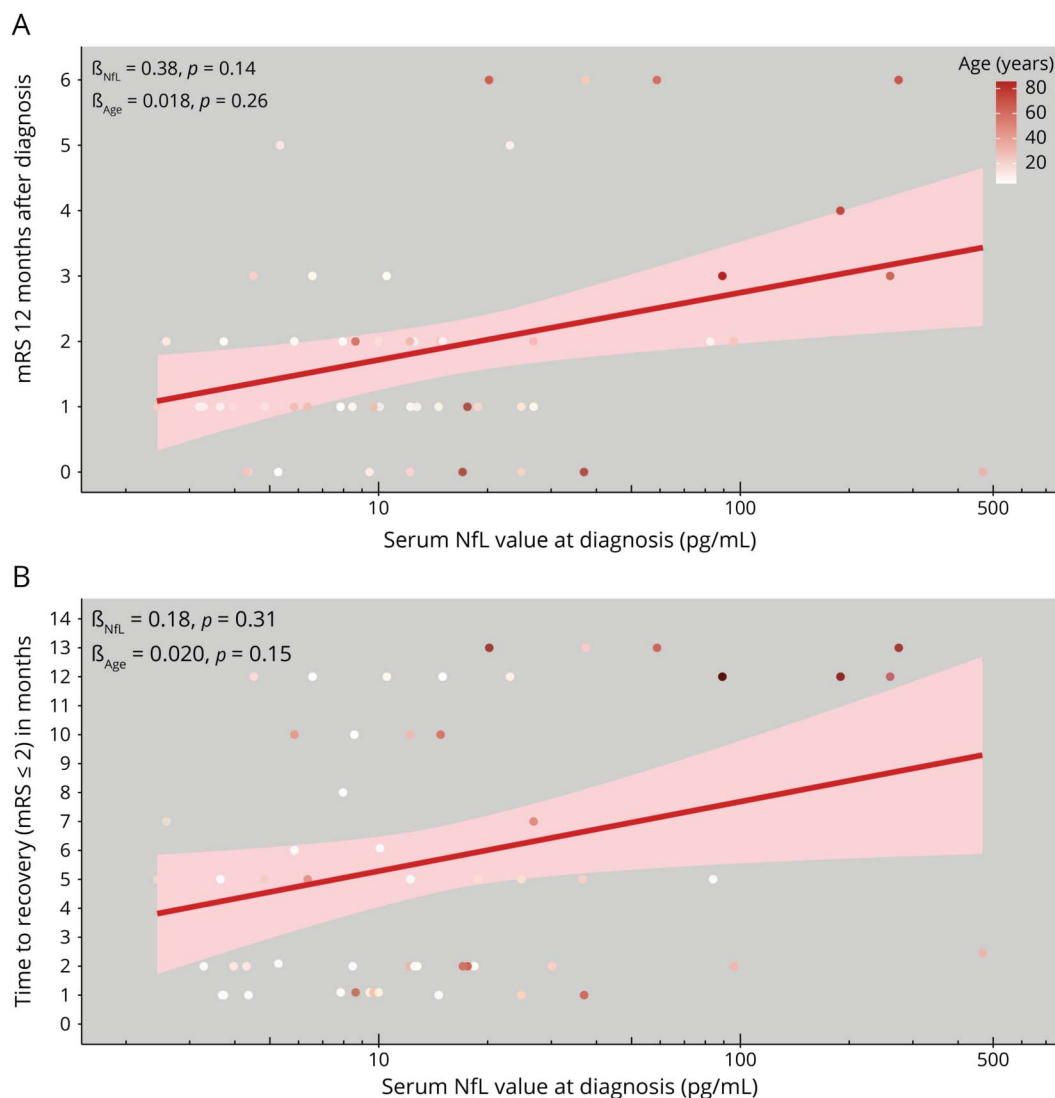 A
ßNfL = 0.38, p = 0.14
ßAge = 0.018, p = 0.26
Age (years)
80
60
40
20
mRS 12 months after diagnosis
6
5
4
3
2
1
0
10
100
500
Serum NfL value at diagnosis (pg/mL)
B
ßNfL = 0.18, p = 0.31
ßAge = 0.020, p = 0.15
Time to recovery (mRS ≤ 2) in months
14
13
12
11
10
9
8
7
6
5
4
3
2
1
0
10
100
500
Serum NfL value at diagnosis (pg/mL)